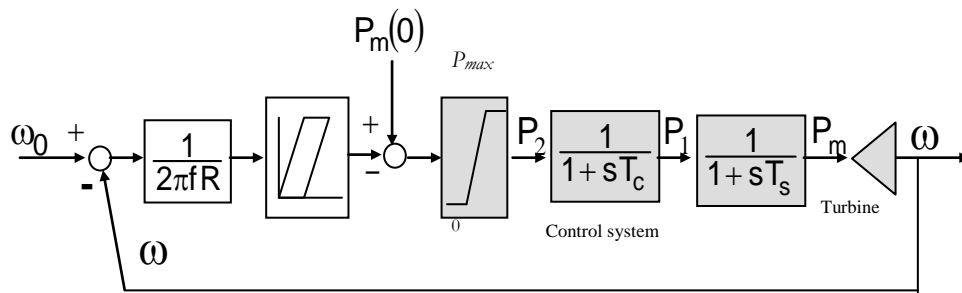 P_m(0)
P_max
ω_0
+
-
1
2πfR
+
−
0
P_2
1
1+sT_c
Control system
P_1
1
1+sT_s
P_m
Turbine
ω
ω